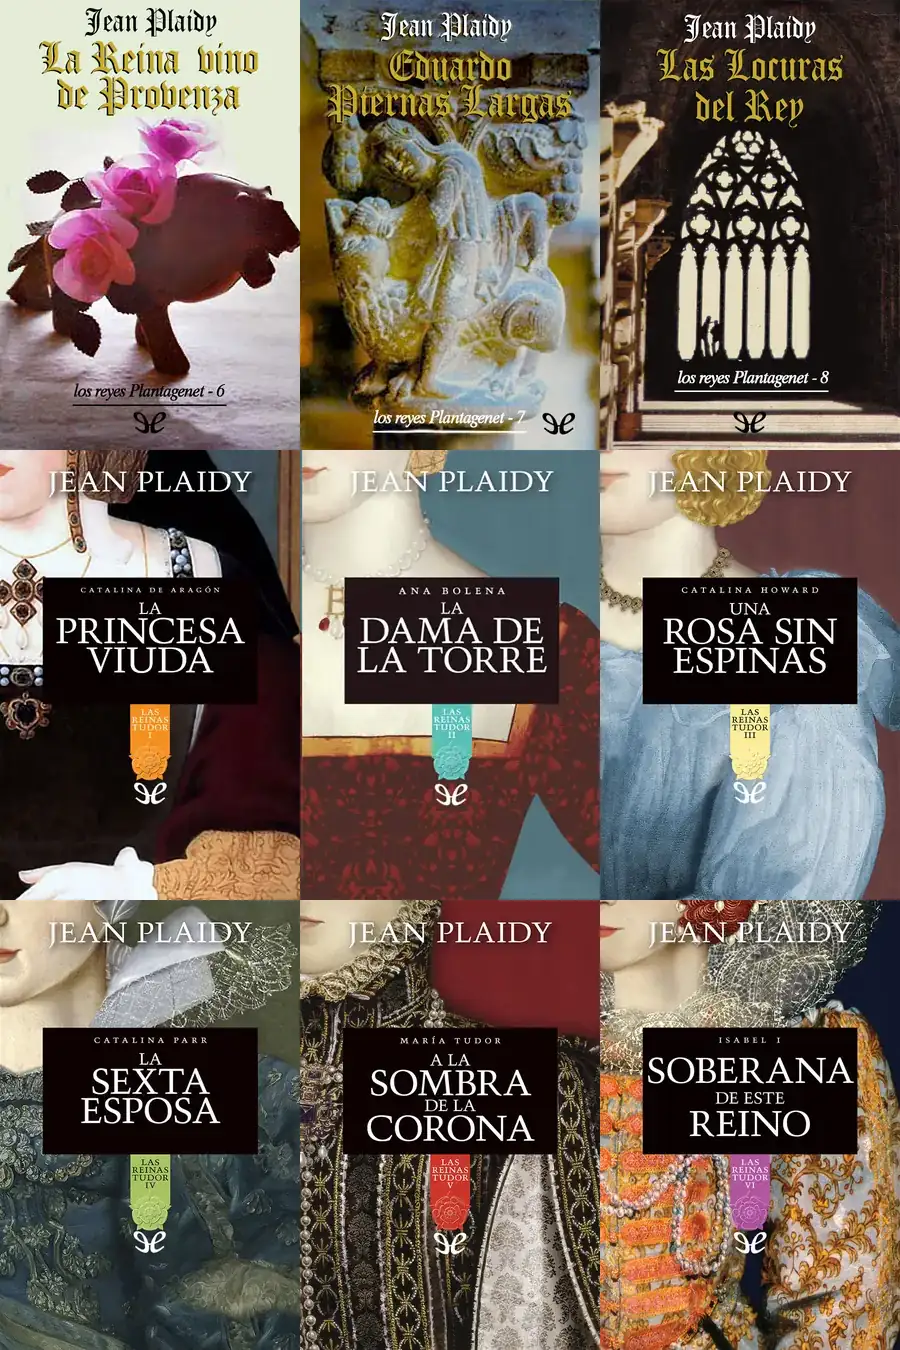 Jean Plaidy
La Reina vino
de Provenza
los reyes Plantagenet - 6
Jean Plaidy
Eduardo
Piernas Largas
los reyes Plantagenet - 7
Jean Plaidy
Las Locuras
del Rey
los reyes Plantagenet - 8
JEAN PLAIDY
CATALINA DE ARAGÓN
LA
PRINCESA
VIUDA
LAS
REINAS
TUDOR
I
JEAN PLAIDY
ANA BOLENA
LA
DAMA DE
LA TORRE
LAS
REINAS
TUDOR
II
JEAN PLAIDY
CATALINA HOWARD
UNA
ROSA SIN
ESPINAS
LAS
REINAS
TUDOR
III
JEAN PLAIDY
CATALINA PARR
LA
SEXTA
ESPOSA
LAS
REINAS
TUDOR
IV
JEAN PLAIDY
MARÍA TUDOR
A LA
SOMBRA
DE LA
CORONA
LAS
REINAS
TUDOR
V
JEAN PLAIDY
ISABEL I
SOBERANA
DE ESTE
REINO
LAS
REINAS
TUDOR
VI